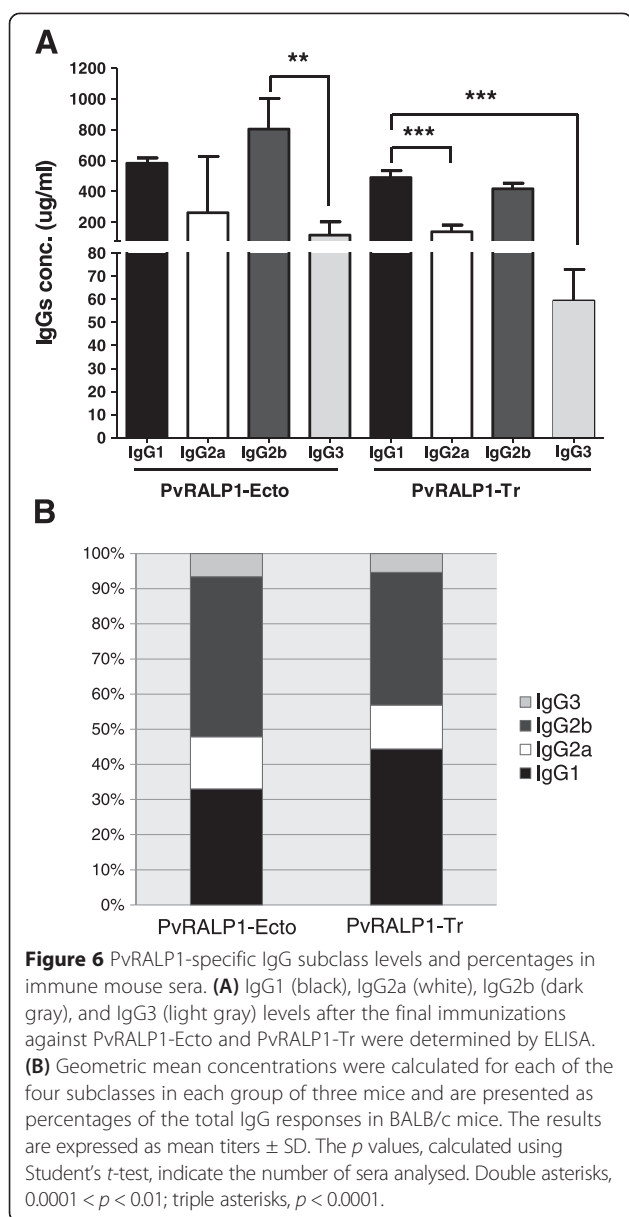 A
IgGs conc. (ug/ml)
1200
1000
800
600
400
200
80
70
60
50
40
30
20
10
0
**
***
***
IgG1 IgG2a IgG2b IgG3 IgG1 IgG2a IgG2b IgG3
PvRALP1-Ecto PvRALP1-Tr
B
100%
90%
80%
70%
60%
50%
40%
30%
20%
10%
0%
IgG3
IgG2b
IgG2a
IgG1
PvRALP1-Ecto PvRALP1-Tr
Figure 6 PvRALP1-specific IgG subclass levels and percentages in
immune mouse sera. (A) IgG1 (black), IgG2a (white), IgG2b (dark
gray), and IgG3 (light gray) levels after the final immunizations
against PvRALP1-Ecto and PvRALP1-Tr were determined by ELISA.
(B) Geometric mean concentrations were calculated for each of the
four subclasses in each group of three mice and are presented as
percentages of the total IgG responses in BALB/c mice. The results
are expressed as mean titers ± SD. The p values, calculated using
Student's t-test, indicate the number of sera analysed. Double asterisks,
0.0001 < p < 0.01; triple asterisks, p < 0.0001.